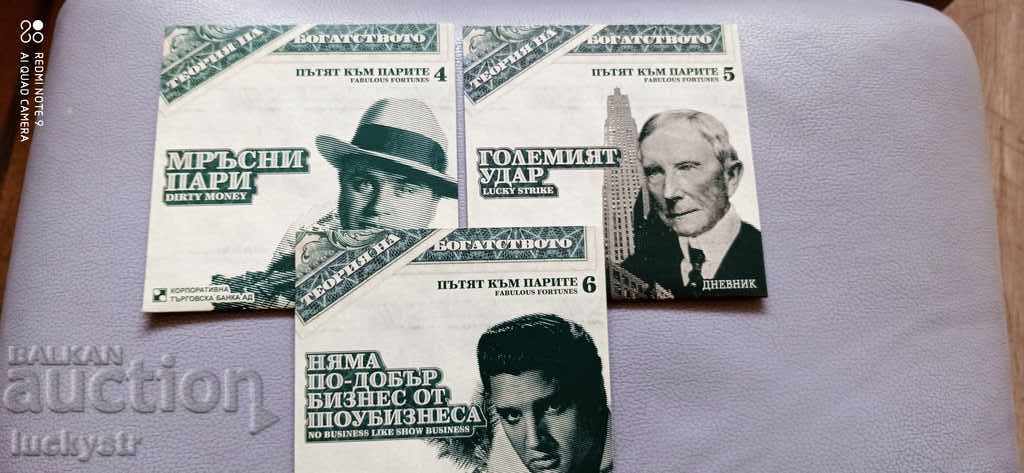 REDMI NOTE 9
AI QUAD CAMERA
ТЕОРИЯ НА
БОГАТСТВОТО
ПЪТЯТ КЪМ ПАРИТЕ 4
FABULOUS FORTUNES
МРЪСНИ
ПАРИ
DIRTY MONEY
КОРПОРАТИВНА
ТЪРГОВСКА БАНКА АД
ТЕОРИЯ НА
БОГАТСТВОТО
ПЪТЯТ КЪМ ПАРИТЕ 5
FABULOUS FORTUNES
ГОЛЕМИЯТ
УДАР
LUCKY STRIKE
ДНЕВНИК
ТЕОРИЯ НА
БОГАТСТВОТО
ПЪТЯТ КЪМ ПАРИТЕ 6
FABULOUS FORTUNES
НЯМА
ПО-ДОБЪР
БИЗНЕС ОТ
ШОУБИЗНЕСА
NO BUSINESS LIKE SHOW BUSINESS
BALKAN
auction
luckystr